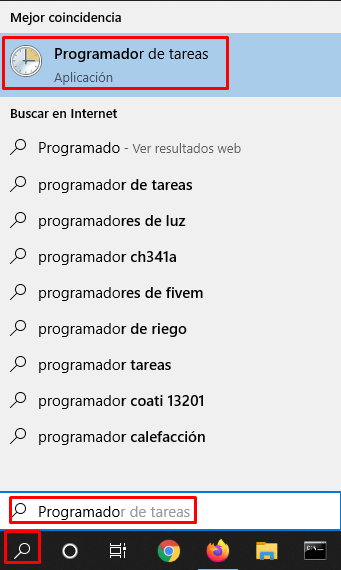 Mejor coincidencia
Programador de tareas
Aplicación
Buscar en Internet
Programado - Ver resultados web
programador de tareas
programadores de luz
programador ch341a
programadores de fivem
programador de riego
programador tareas
programador coati 13201
programador calefacción
Programador de tareas